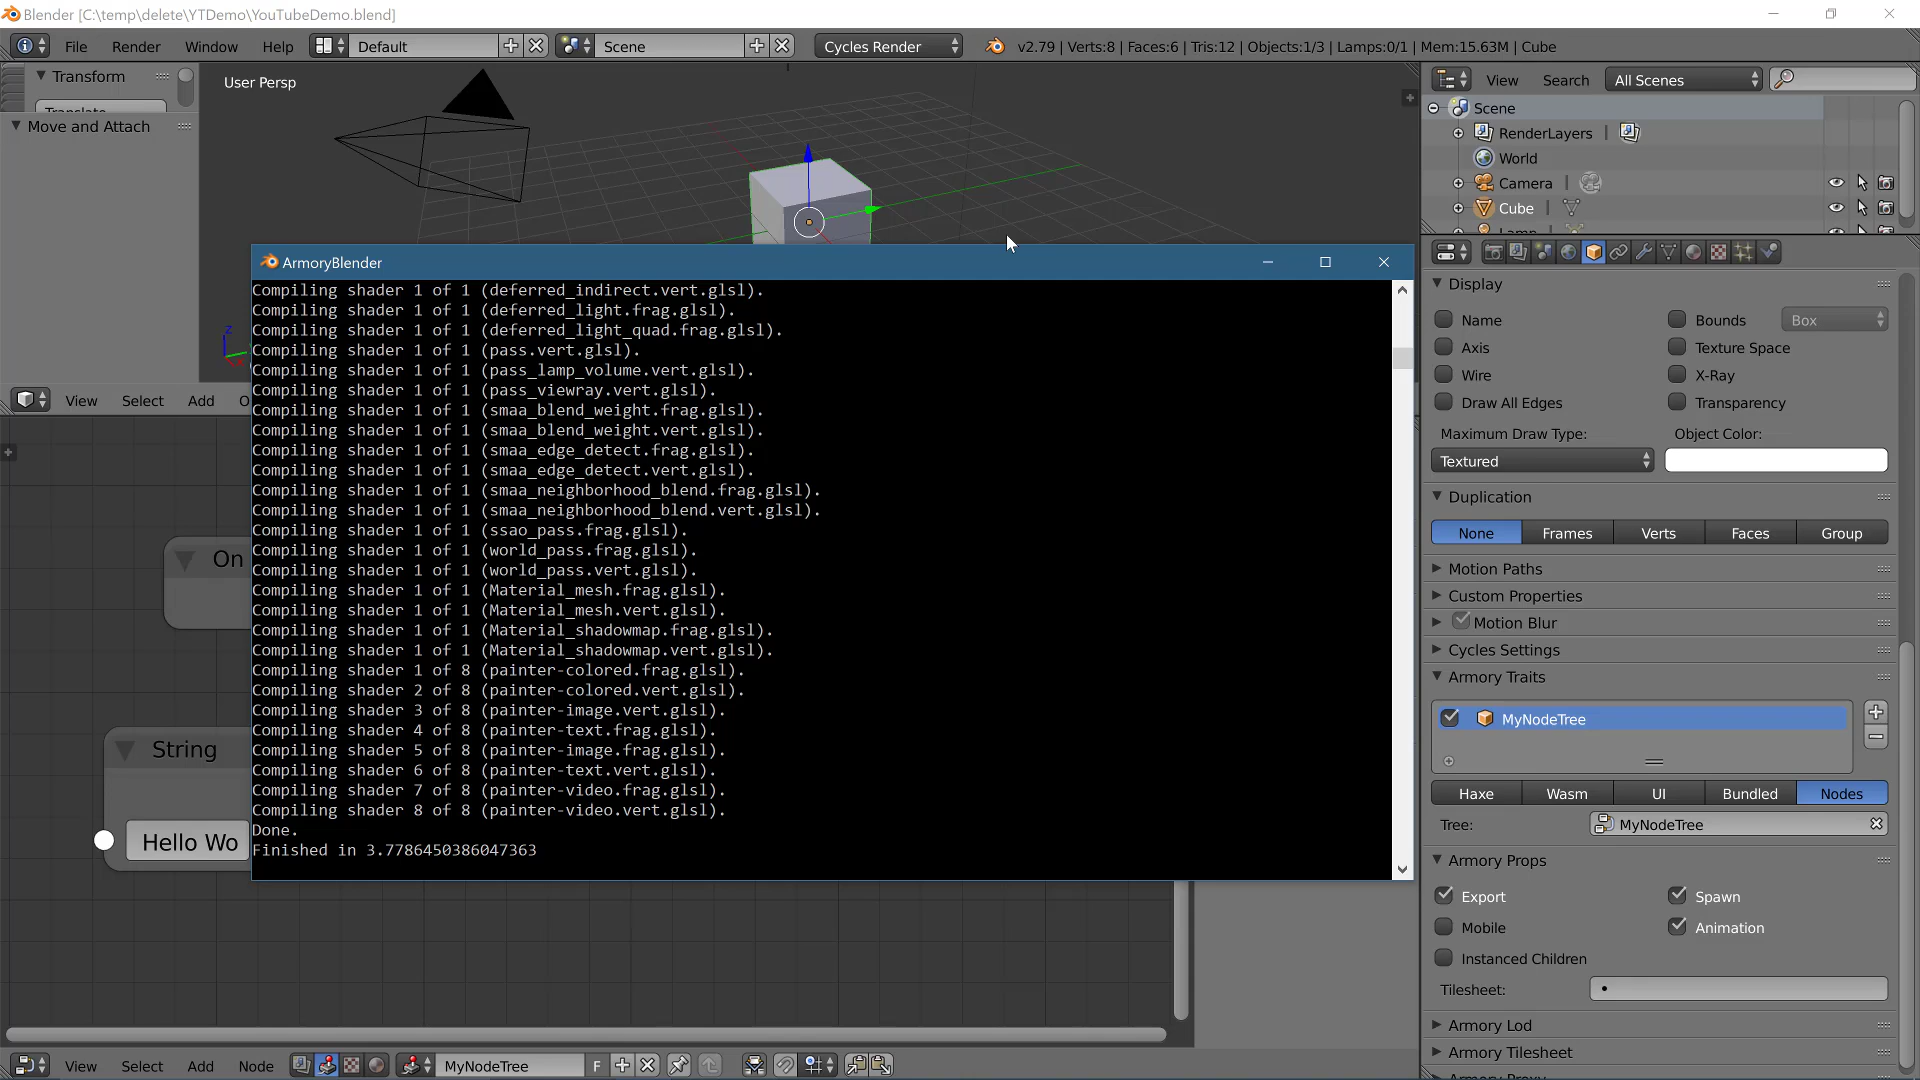 Blender [C:\temp\delete\YTDemo\YouTubeDemo.blend]
File Render Window Help Default Scene Cycles Render v2.79 | Verts:8 | Faces:6 | Tris:12 | Objects:1/3 | Lamps:0/1 | Mem:15.63M | Cube
Transform
Translate
Move and Attach
User Persp
View Search All Scenes
Scene
RenderLayers
World
Camera
Cube
Lamp
ArmoryBlender
Compiling shader 1 of 1 (deferred_indirect.vert.glsl).
Compiling shader 1 of 1 (deferred_light.frag.glsl).
Compiling shader 1 of 1 (deferred_light_quad.frag.glsl).
Compiling shader 1 of 1 (pass.vert.glsl).
Compiling shader 1 of 1 (pass_lamp_volume.vert.glsl).
Compiling shader 1 of 1 (pass_viewray.vert.glsl).
Compiling shader 1 of 1 (smaa_blend_weight.frag.glsl).
Compiling shader 1 of 1 (smaa_blend_weight.vert.glsl).
Compiling shader 1 of 1 (smaa_edge_detect.frag.glsl).
Compiling shader 1 of 1 (smaa_edge_detect.vert.glsl).
Compiling shader 1 of 1 (smaa_neighborhood_blend.frag.glsl).
Compiling shader 1 of 1 (smaa_neighborhood_blend.vert.glsl).
Compiling shader 1 of 1 (ssao_pass.frag.glsl).
Compiling shader 1 of 1 (world_pass.frag.glsl).
Compiling shader 1 of 1 (world_pass.vert.glsl).
Compiling shader 1 of 1 (Material_mesh.frag.glsl).
Compiling shader 1 of 1 (Material_mesh.vert.glsl).
Compiling shader 1 of 1 (Material_shadowmap.frag.glsl).
Compiling shader 1 of 1 (Material_shadowmap.vert.glsl).
Compiling shader 1 of 8 (painter-colored.frag.glsl).
Compiling shader 2 of 8 (painter-colored.vert.glsl).
Compiling shader 3 of 8 (painter-image.vert.glsl).
Compiling shader 4 of 8 (painter-text.frag.glsl).
Compiling shader 5 of 8 (painter-image.frag.glsl).
Compiling shader 6 of 8 (painter-text.vert.glsl).
Compiling shader 7 of 8 (painter-video.frag.glsl).
Compiling shader 8 of 8 (painter-video.vert.glsl).
Done.
Finished in 3.7786450386047363
z
View Select Add O
On
String
Hello Wo
Display
Name Bounds Box
Axis Texture Space
Wire X-Ray
Draw All Edges Transparency
Maximum Draw Type: Object Color:
Textured
Duplication
None Frames Verts Faces Group
Motion Paths
Custom Properties
Motion Blur
Cycles Settings
Armory Traits
MyNodeTree
Haxe Wasm UI Bundled Nodes
Tree: MyNodeTree
Armory Props
Export Spawn
Mobile Animation
Instanced Children
Tilesheet:
Armory Lod
Armory Tilesheet
Armory Proxy
View Select Add Node MyNodeTree F